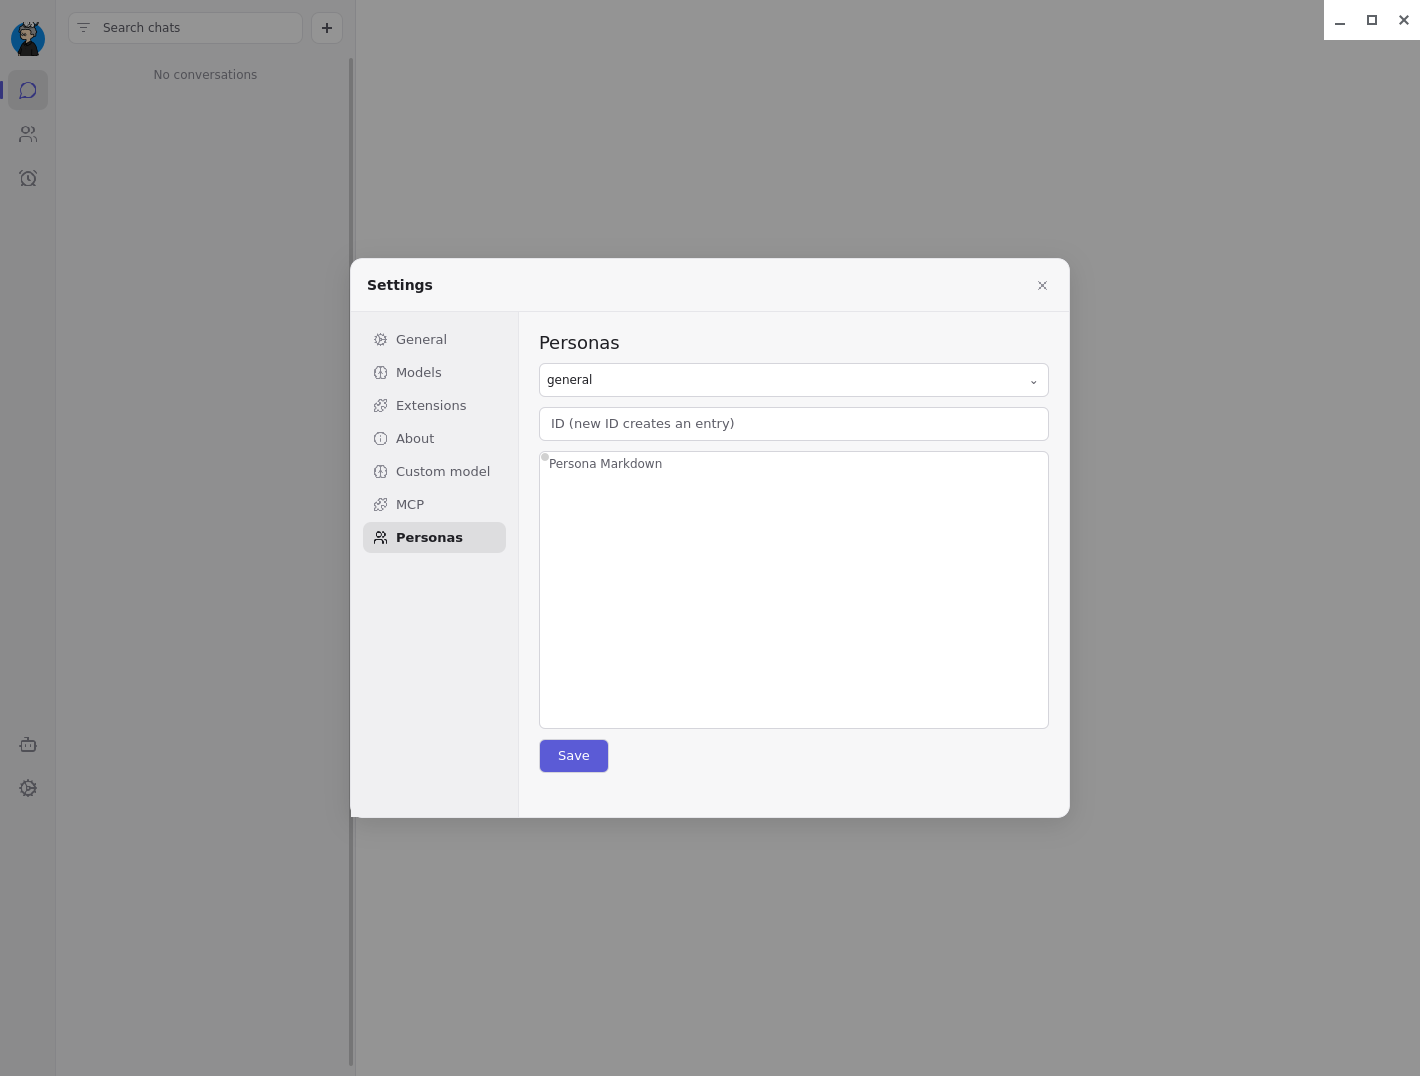 Search chats
No conversations
Settings
General
Models
Extensions
About
Custom model
MCP
Personas
Personas
general
ID (new ID creates an entry)
Persona Markdown
Save